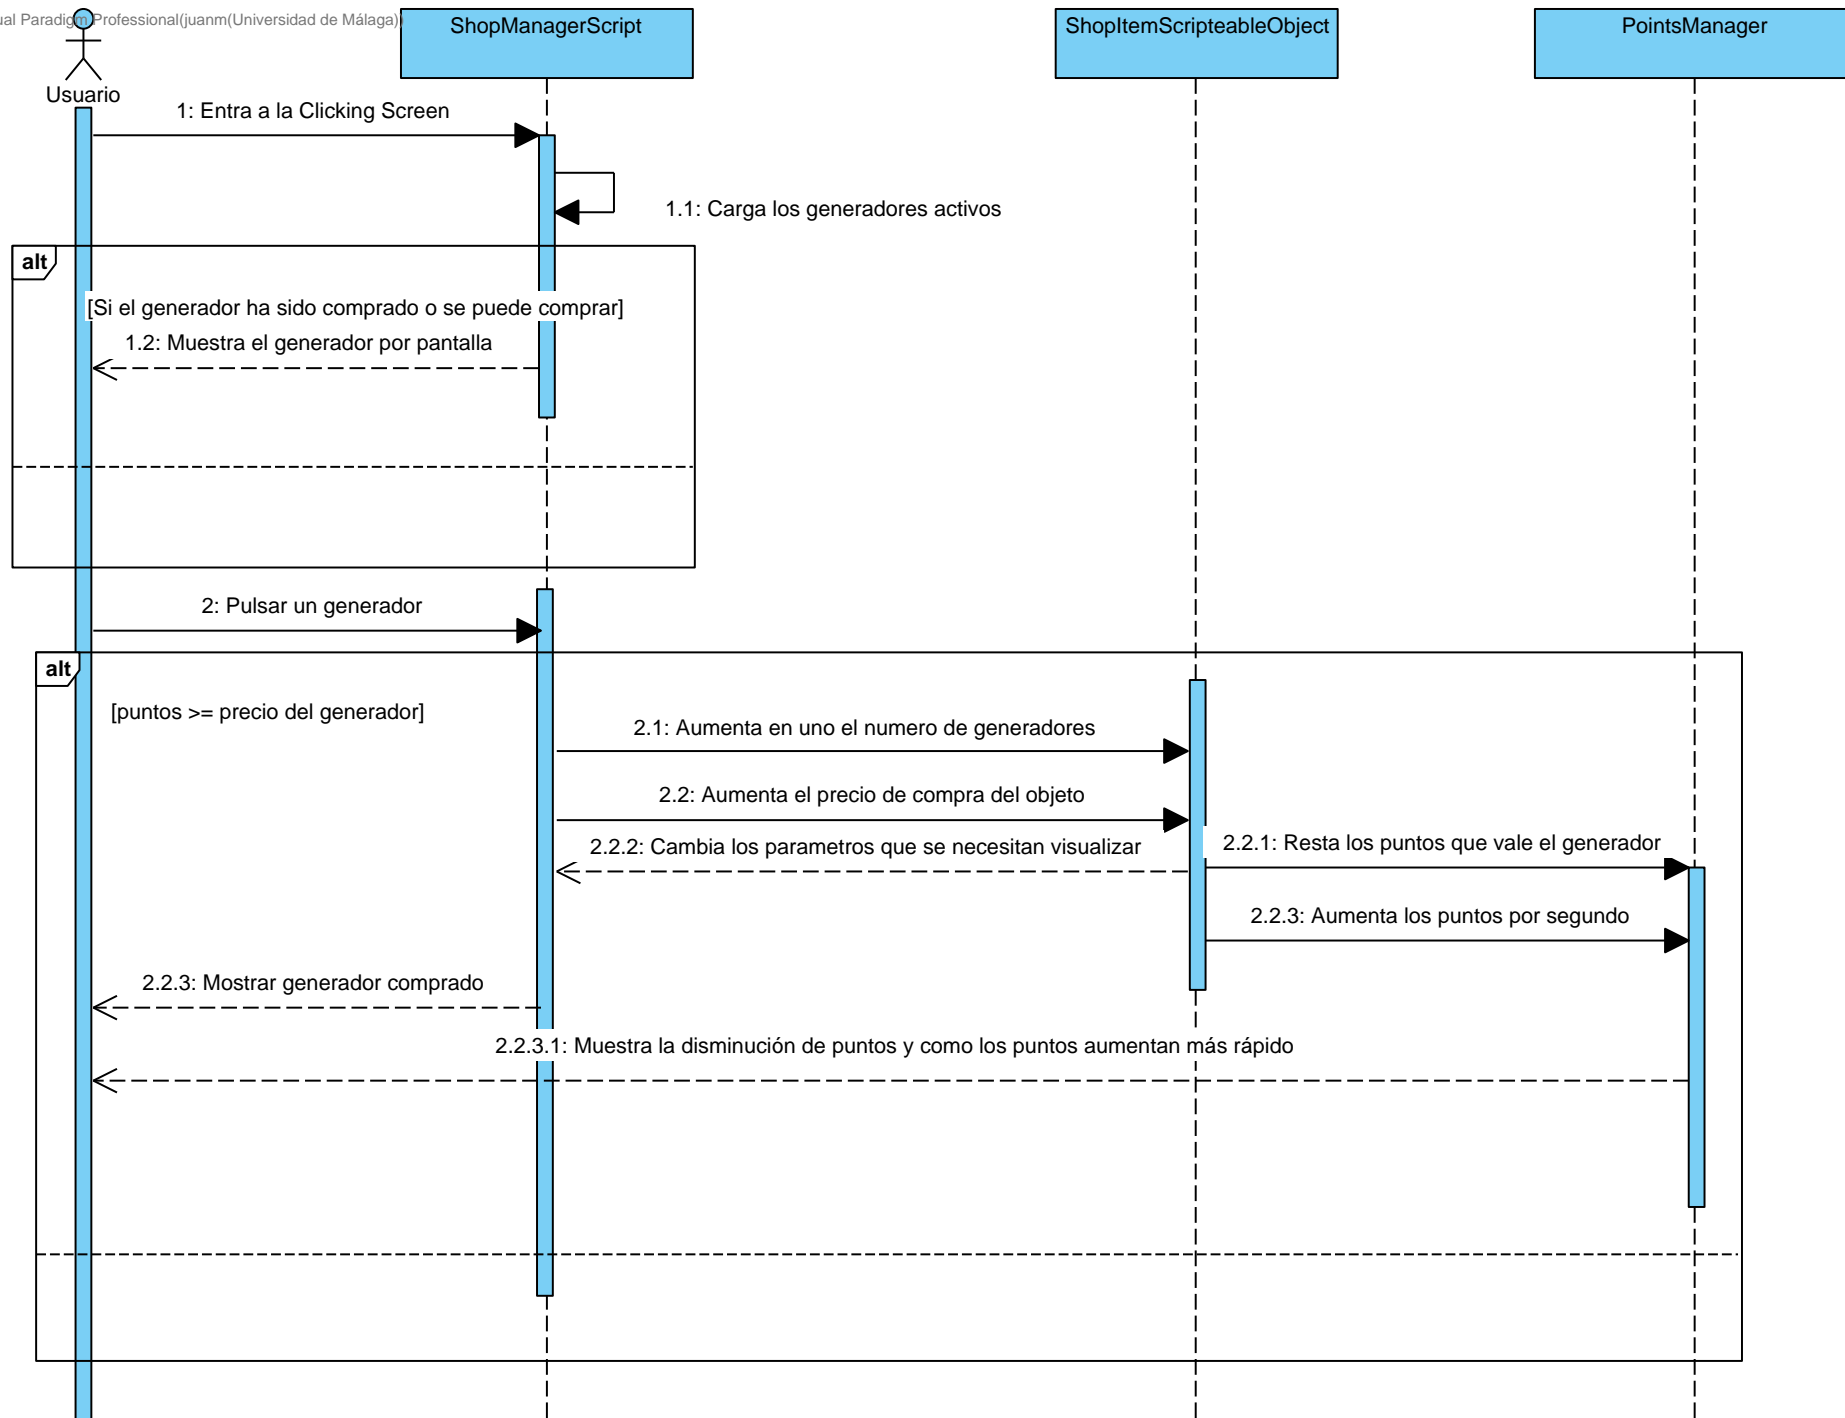 ual Paradigm Professional(juanm(Universidad de Málaga))
ShopManagerScript
ShopItemScripteableObject
PointsManager
Usuario
1: Entra a la Clicking Screen
1.1: Carga los generadores activos
alt
[Si el generador ha sido comprado o se puede comprar]
1.2: Muestra el generador por pantalla
2: Pulsar un generador
alt
[puntos >= precio del generador]
2.1: Aumenta en uno el numero de generadores
2.2: Aumenta el precio de compra del objeto
2.2.2: Cambia los parametros que se necesitan visualizar
2.2.1: Resta los puntos que vale el generador
2.2.3: Aumenta los puntos por segundo
2.2.3: Mostrar generador comprado
2.2.3.1: Muestra la disminución de puntos y como los puntos aumentan más rápido